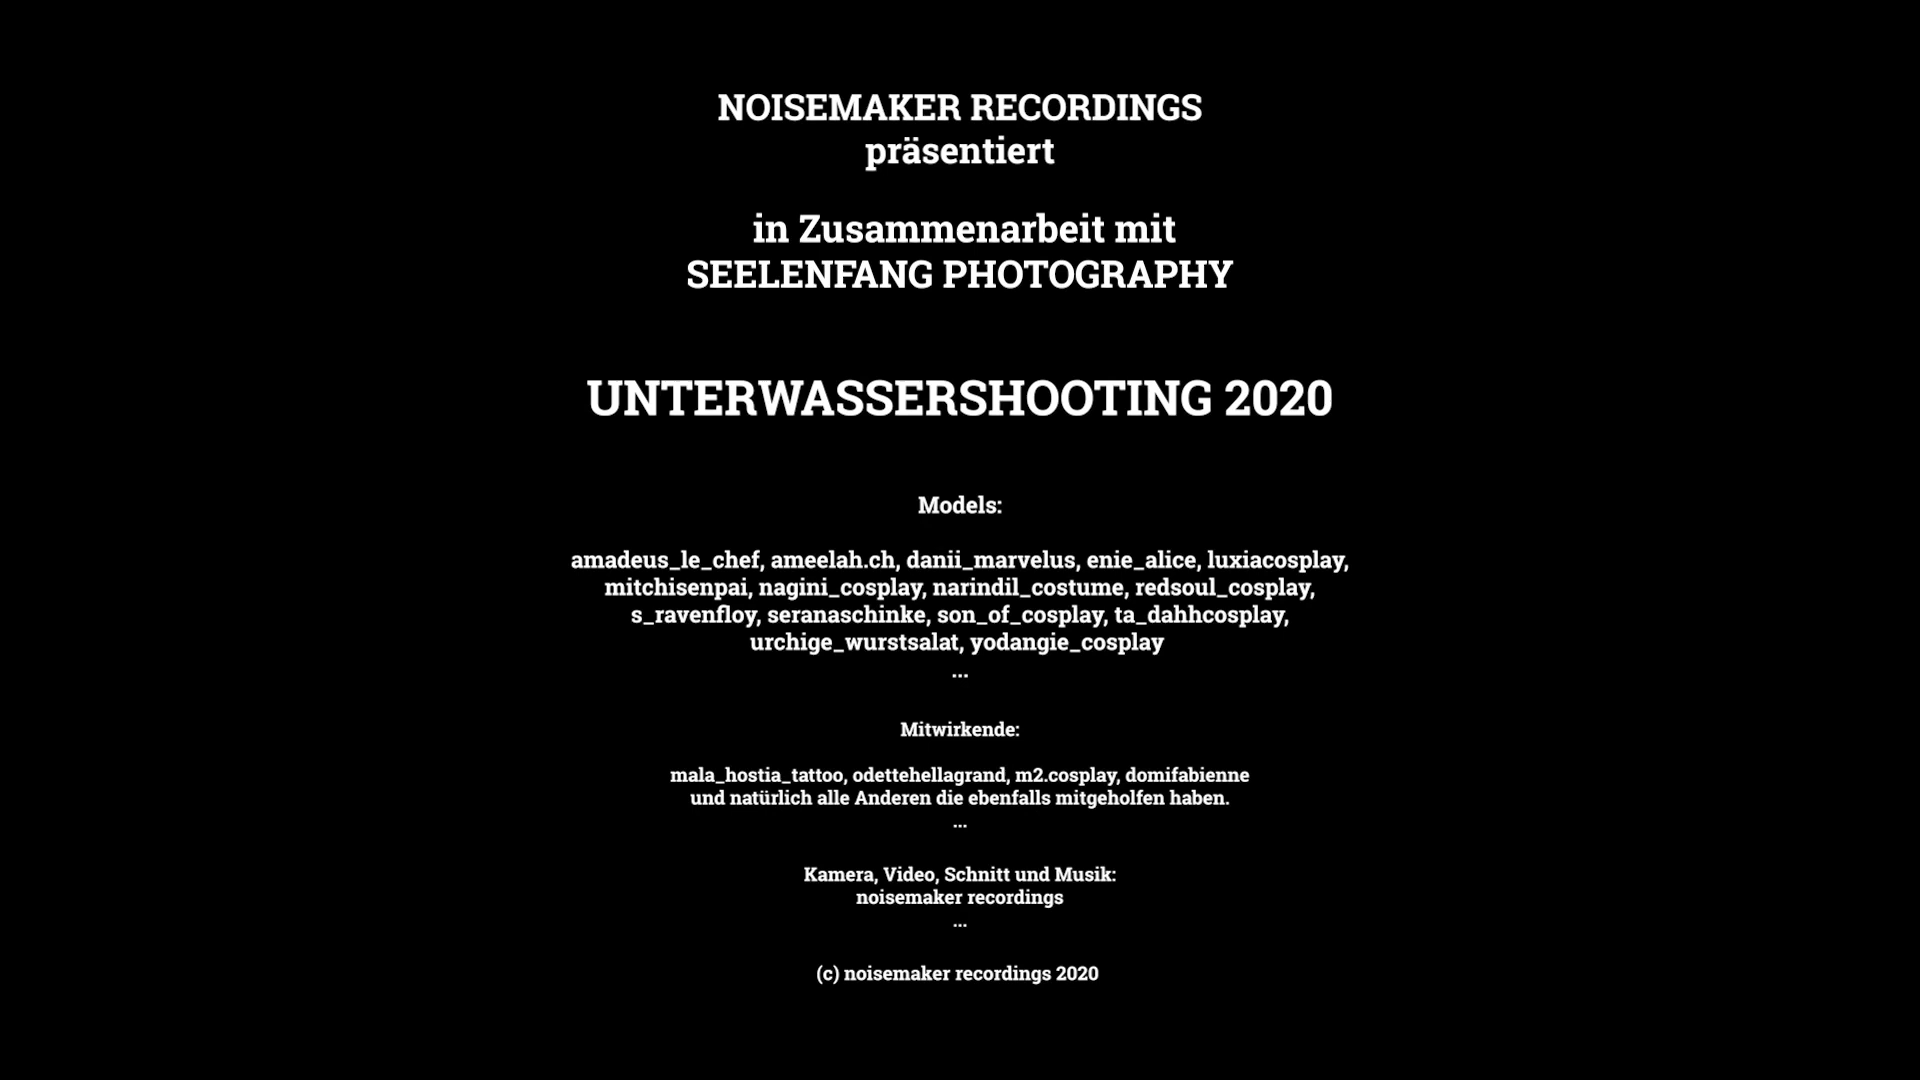 NOISEMAKER RECORDINGS
präsentiert
in Zusammenarbeit mit
SEELENFANG PHOTOGRAPHY
UNTERWASSERSHOOTING 2020
Models:
amadeus_le_chef, ameelah.ch, danii_marvelus, enie_alice, luxiacosplay,
mitchisenpai, nagini_cosplay, narindil_costume, redsoul_cosplay,
s_ravenfloy, seranaschinke, son_of_cosplay, ta_dahhcosplay,
urchige_wurstsalat, yodangie_cosplay
...
Mitwirkende:
mala_hostia_tattoo, odettehellagrand, m2.cosplay, domifabienne
und natürlich alle Anderen die ebenfalls mitgeholfen haben.
...
Kamera, Video, Schnitt und Musik:
noisemaker recordings
...
(c) noisemaker recordings 2020